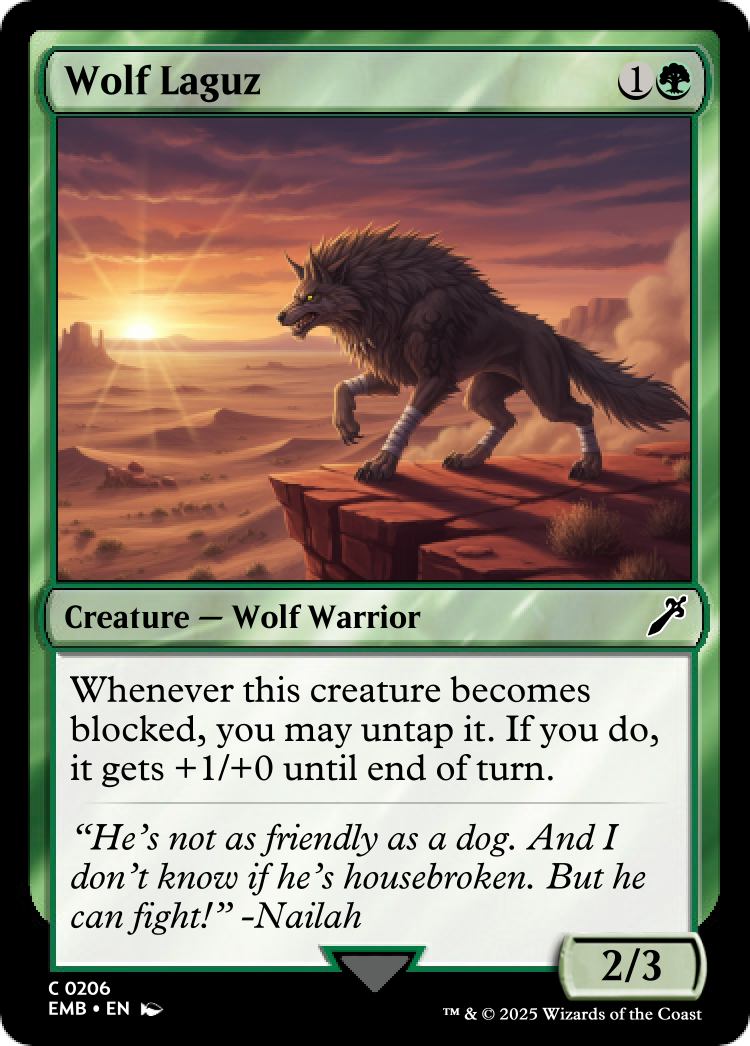 Wolf Laguz 1
Creature — Wolf Warrior
Whenever this creature becomes
blocked, you may untap it. If you do,
it gets +1/+0 until end of turn.
“He’s not as friendly as a dog. And I
don’t know if he’s housebroken. But he
can fight!” -Nailah
2/3
C 0206
EMB • EN
™ & © 2025 Wizards of the Coast